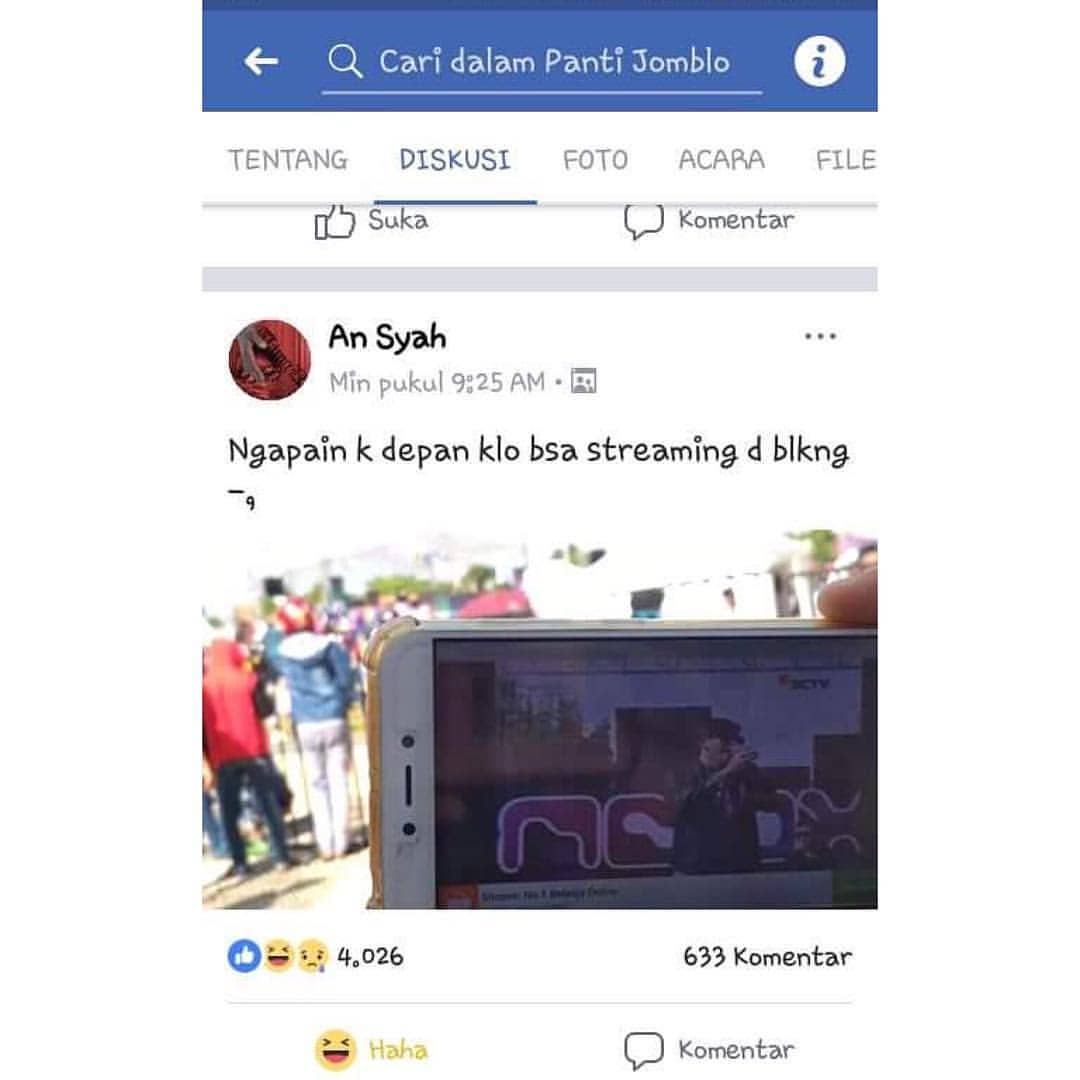 Cari dalam Panti Jomblo
TENTANG DISKUSI FOTO ACARA FILE
Suka Komentar
An Syah
Min pukul 9:25 AM •
Ngapain k depan klo bsa streaming d blkng
-,
SCTV
4.026 633 Komentar
Haha Komentar